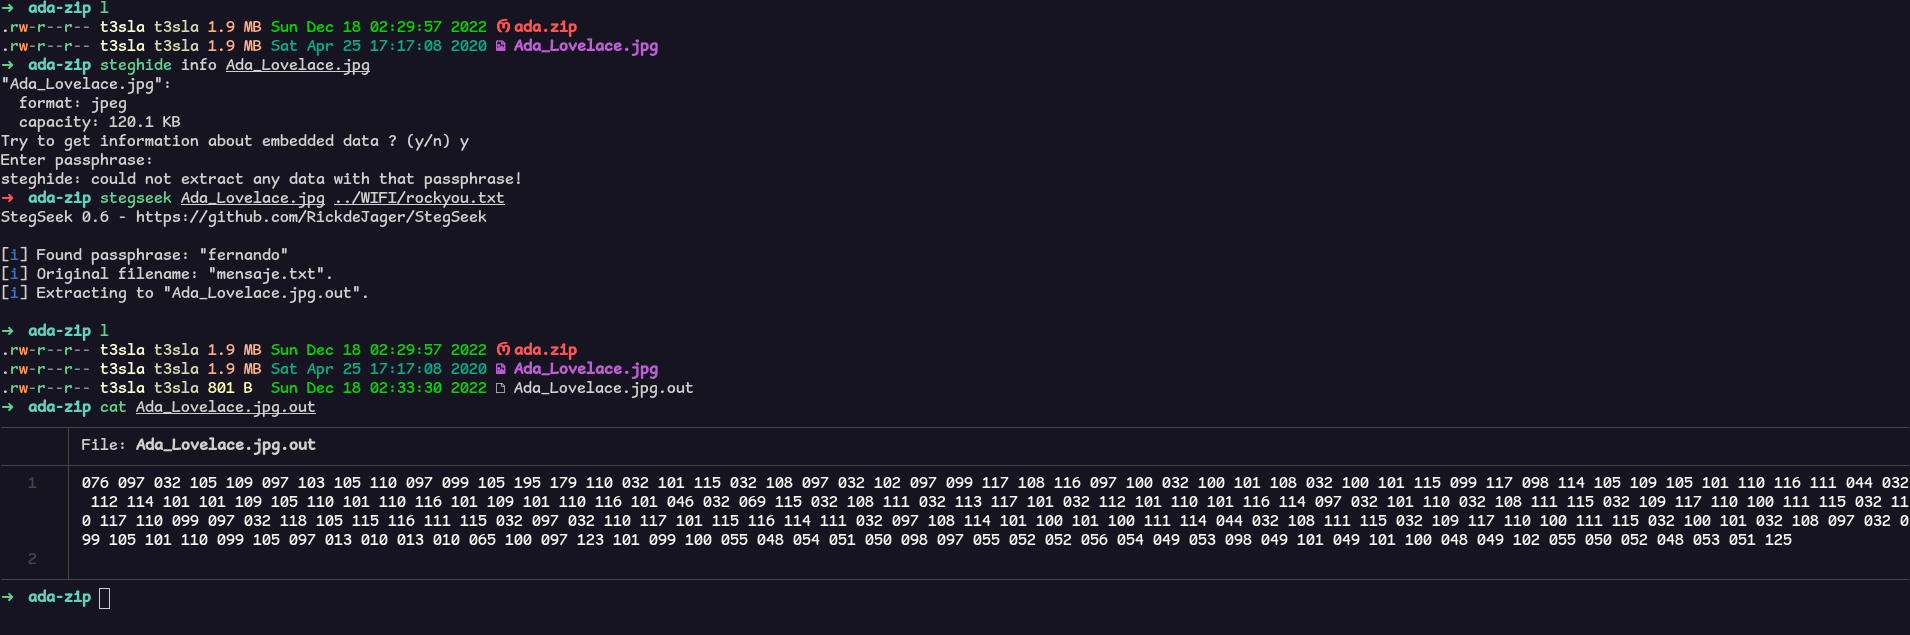 → ada-zip l
.rw-r--r-- t3sla t3sla 1.9 MB Sun Dec 18 02:29:57 2022 ada.zip
.rw-r--r-- t3sla t3sla 1.9 MB Sat Apr 25 17:17:08 2020 Ada_Lovelace.jpg
→ ada-zip steghide info Ada_Lovelace.jpg
"Ada_Lovelace.jpg":
  format: jpeg
  capacity: 120.1 KB
Try to get information about embedded data ? (y/n) y
Enter passphrase:
steghide: could not extract any data with that passphrase!
→ ada-zip stegseek Ada_Lovelace.jpg ../WIFI/rockyou.txt
StegSeek 0.6 - https://github.com/RickdeJager/StegSeek
[i] Found passphrase: "fernando"
[i] Original filename: "mensaje.txt".
[i] Extracting to "Ada_Lovelace.jpg.out".
→ ada-zip l
.rw-r--r-- t3sla t3sla 1.9 MB Sun Dec 18 02:29:57 2022 ada.zip
.rw-r--r-- t3sla t3sla 1.9 MB Sat Apr 25 17:17:08 2020 Ada_Lovelace.jpg
.rw-r--r-- t3sla t3sla 801 B Sun Dec 18 02:33:30 2022 Ada_Lovelace.jpg.out
→ ada-zip cat Ada_Lovelace.jpg.out
File: Ada_Lovelace.jpg.out
1 076 097 032 105 109 097 103 105 110 097 099 105 195 179 110 032 101 115 032 108 097 032 102 097 099 117 108 116 097 100 032 100 101 108 032 100 101 115 099 117 098 114 105 109 105 101 110 116 111 044 032
112 114 101 101 109 105 110 101 110 116 101 109 101 110 116 101 046 032 069 115 032 108 111 032 113 117 101 032 112 101 110 101 116 114 097 032 101 110 032 108 111 115 032 109 117 110 100 111 115 032 11
0 117 110 099 097 032 118 105 115 116 111 115 032 097 032 110 117 101 115 116 114 111 032 097 108 114 101 100 101 100 111 114 044 032 108 111 115 032 109 117 110 100 111 115 032 100 101 032 108 097 032 0
99 105 101 110 099 105 097 013 010 013 010 065 100 097 123 101 099 100 055 048 054 051 050 098 097 055 052 052 056 054 049 053 098 049 101 049 101 100 048 049 102 055 050 052 048 053 051 125
2
→ ada-zip